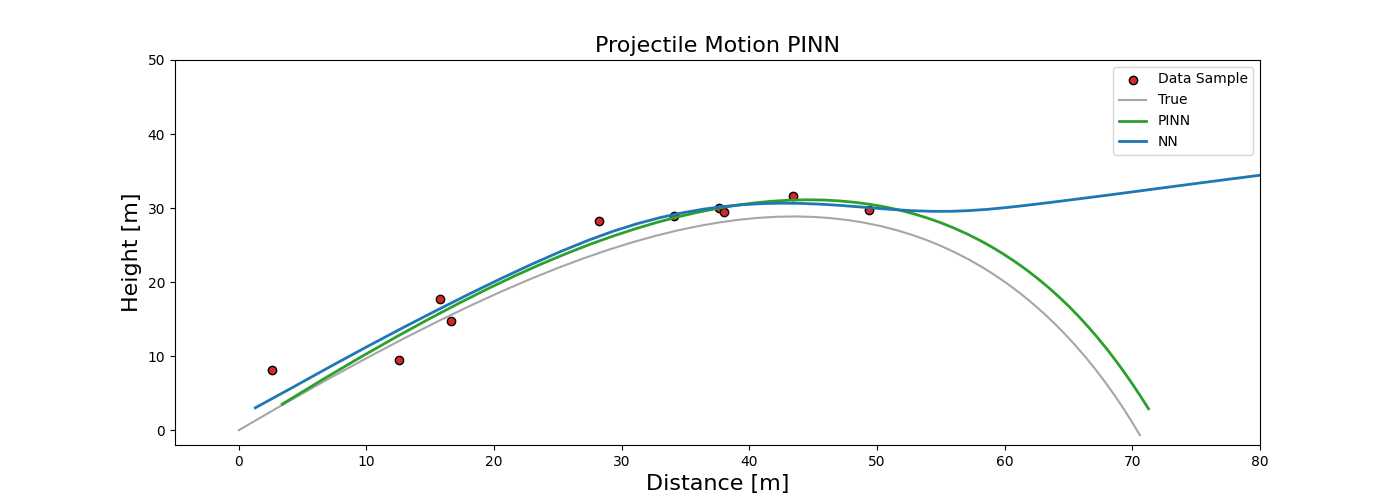 Projectile Motion PINN
Data Sample
True
PINN
NN
Height [m]
50
40
30
20
10
0
0 10 20 30 40 50 60 70 80
Distance [m]